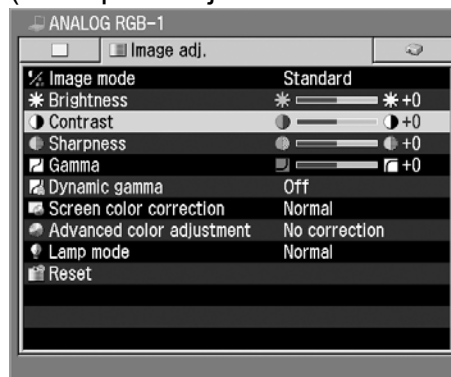 ANALOG RGB-1
Image adj.
Image mode Standard
Brightness +0
Contrast +0
Sharpness +0
Gamma +0
Dynamic gamma Off
Screen color correction Normal
Advanced color adjustment No correction
Lamp mode Normal
Reset